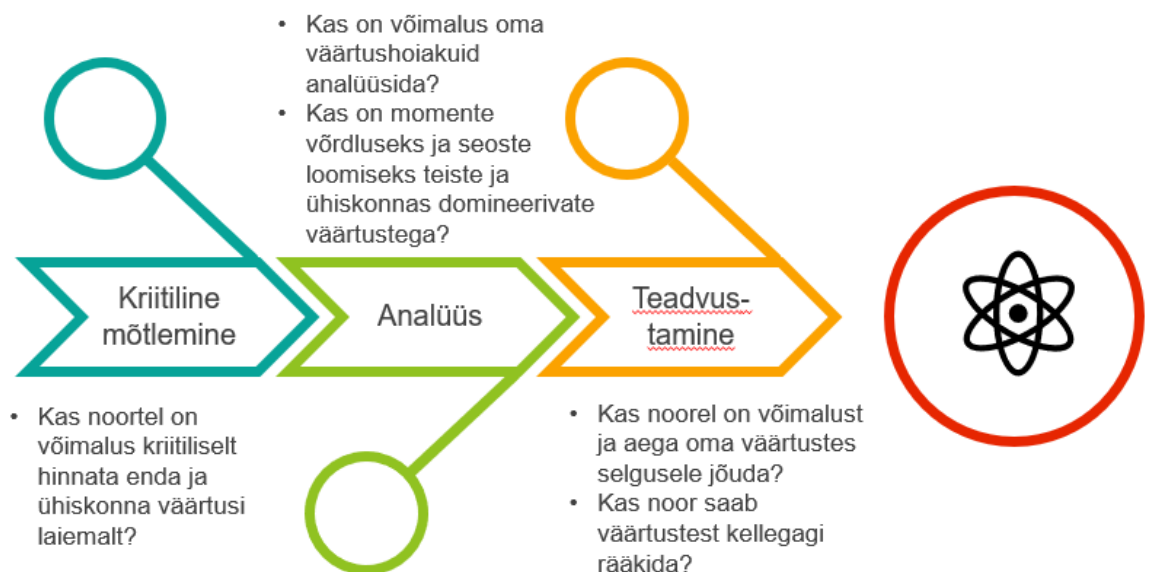 • Kas on võimalus oma
väärtushoiakuid
analüüsida?
• Kas on momente
võrdluseks ja seoste
loomiseks teiste ja
ühiskonnas domineerivate
väärtustega?
Kriitiline
mõtlemine
Analüüs
Teadvus-
tamine
• Kas noortel on
võimalus kriitiliselt
hinnata enda ja
ühiskonna väärtusi
laiemalt?
• Kas noorel on võimalust
ja aega oma väärtustes
selgusele jõuda?
• Kas noor saab
väärtustest kellegagi
rääkida?